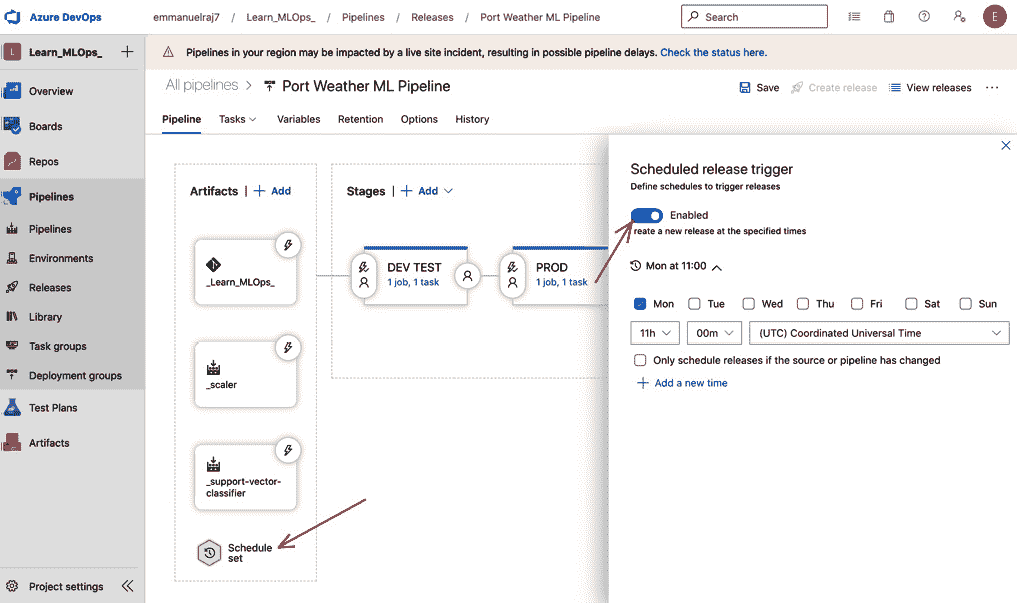 Azure DevOps
emmanuelraj7 / Learn_MLOps_ / Pipelines / Releases / Port Weather ML Pipeline
Search
E
L Learn_MLOps_
Overview
Boards
Repos
Pipelines
Pipelines
Environments
Releases
Library
Task groups
Deployment groups
Test Plans
Artifacts
Project settings
Pipelines in your region may be impacted by a live site incident, resulting in possible pipeline delays. Check the status here.
All pipelines > Port Weather ML Pipeline
Save
Create release
View releases
...
Pipeline Tasks Variables Retention Options History
Artifacts | + Add
_Learn_MLOps_
_scaler
_support-vector-
classifier
Schedule
set
Stages | + Add
DEV TEST
1 job, 1 task
PROD
1 job, 1 task
Scheduled release trigger
Define schedules to trigger releases
Enabled
reate a new release at the specified times
Mon at 11:00
Mon Tue Wed Thu Fri Sat Sun
11h 00m (UTC) Coordinated Universal Time
Only schedule releases if the source or pipeline has changed
+ Add a new time